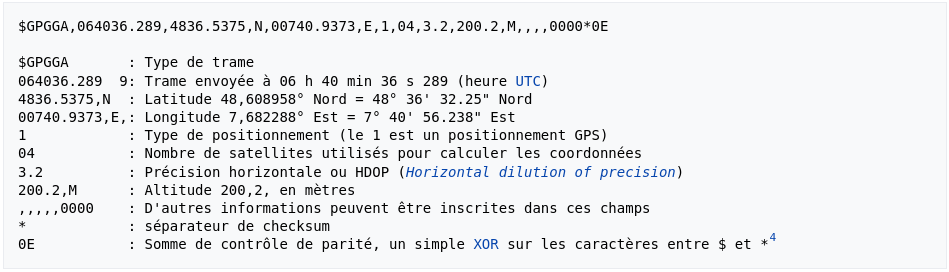 $GPGGA,064036.289,4836.5375,N,00740.9373,E,1,04,3.2,200.2,M,,,,0000*0E
$GPGGA       : Type de trame
064036.289  9: Trame envoyée à 06 h 40 min 36 s 289 (heure UTC)
4836.5375,N  : Latitude 48,608958° Nord = 48° 36' 32.25" Nord
00740.9373,E,: Longitude 7,682288° Est = 7° 40' 56.238" Est
1            : Type de positionnement (le 1 est un positionnement GPS)
04           : Nombre de satellites utilisés pour calculer les coordonnées
3.2          : Précision horizontale ou HDOP (Horizontal dilution of precision)
200.2,M      : Altitude 200,2, en mètres
,,,,,0000    : D'autres informations peuvent être inscrites dans ces champs
*            : séparateur de checksum
0E           : Somme de contrôle de parité, un simple XOR sur les caractères entre $ et *4